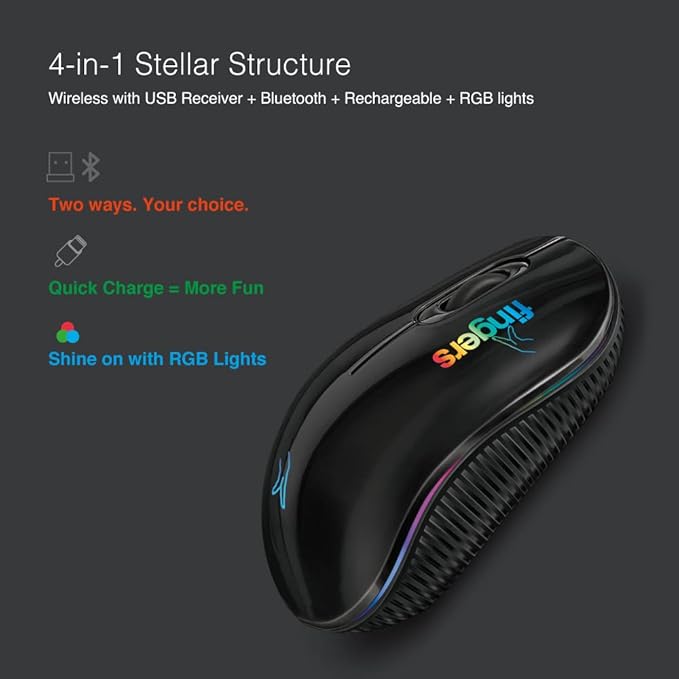 4-in-1 Stellar Structure
Wireless with USB Receiver + Bluetooth + Rechargeable + RGB lights
Two ways. Your choice.
Quick Charge = More Fun
Shine on with RGB Lights
fingers